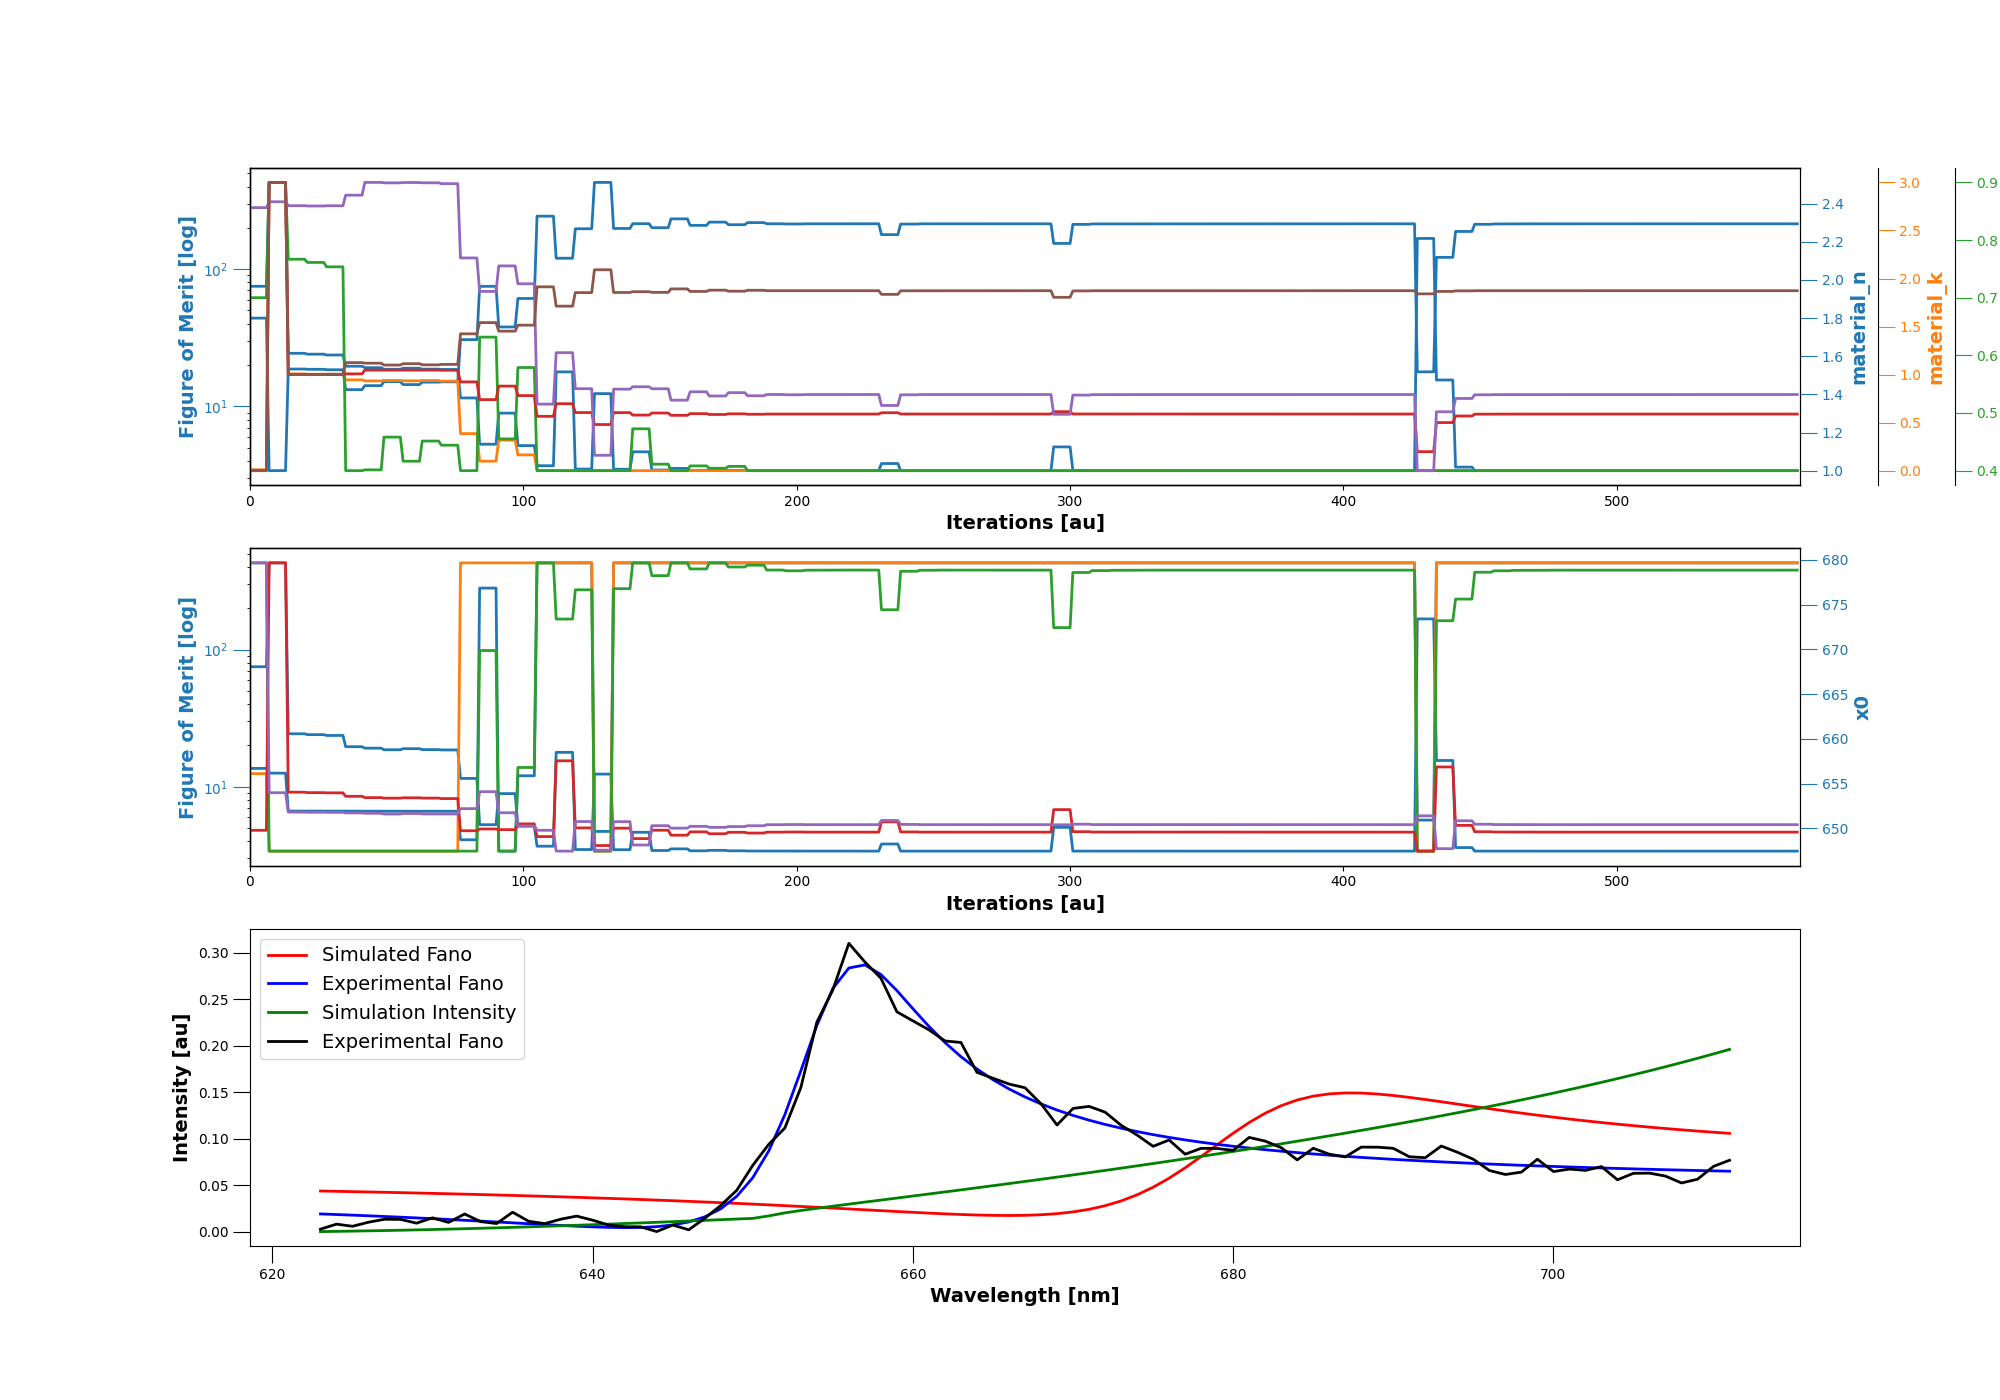 Figure of Merit [log]
10²
10¹
2.4
2.2
2.0
1.8
1.6
1.4
1.2
1.0
material_n
3.0
2.5
2.0
1.5
1.0
0.5
0.0
material_k
0.9
0.8
0.7
0.6
0.5
0.4
0 100 200 300 400 500
Iterations [au]
Figure of Merit [log]
10²
10¹
680
675
670
665
660
655
650
x0
0 100 200 300 400 500
Iterations [au]
Intensity [au]
0.30
0.25
0.20
0.15
0.10
0.05
0.00
Simulated Fano
Experimental Fano
Simulation Intensity
Experimental Fano
620 640 660 680 700
Wavelength [nm]